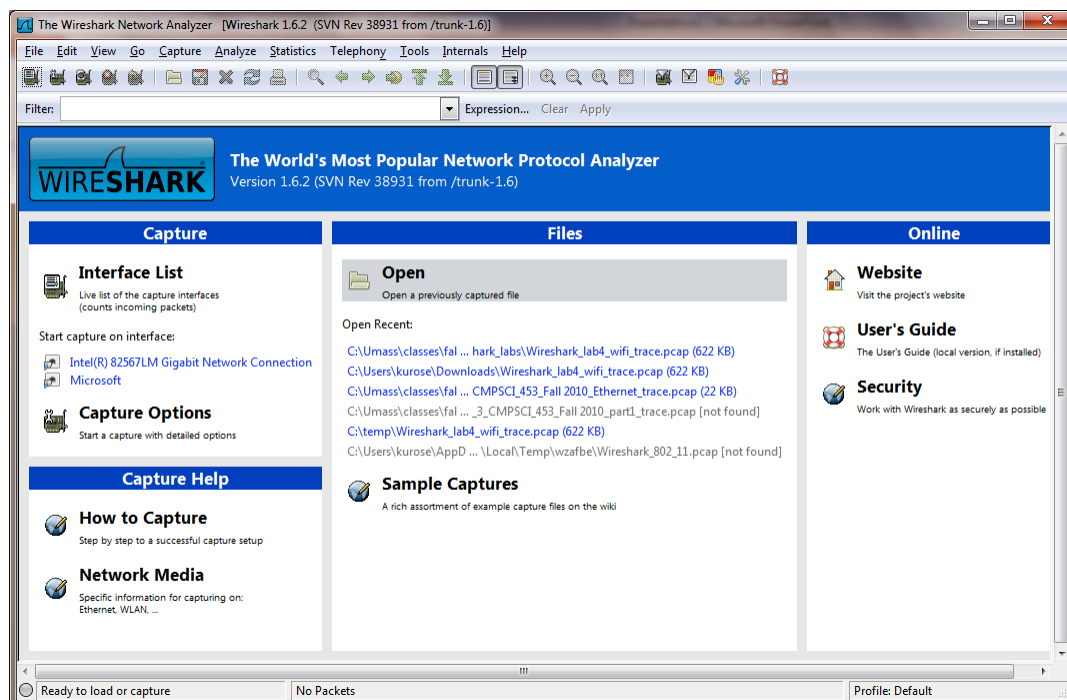 The Wireshark Network Analyzer [Wireshark 1.6.2 (SVN Rev 38931 from /trunk-1.6)]
File Edit View Go Capture Analyze Statistics Telephony Tools Internals Help
Filter: Expression... Clear Apply
WIRESHARK
The World's Most Popular Network Protocol Analyzer
Version 1.6.2 (SVN Rev 38931 from /trunk-1.6)
Capture
Interface List
Live list of the capture interfaces
(counts incoming packets)
Start capture on interface:
Intel(R) 82567LM Gigabit Network Connection
Microsoft
Capture Options
Start a capture with detailed options
Capture Help
How to Capture
Step by step to a successful capture setup
Network Media
Specific information for capturing on:
Ethernet, WLAN, ...
Files
Open
Open a previously captured file
Open Recent:
C:\Umass\classes\fal ... hark_labs\Wireshark_lab4_wifi_trace.pcap (622 KB)
C:\Users\kurose\Downloads\Wireshark_lab4_wifi_trace.pcap (622 KB)
C:\Umass\classes\fal ... CMPSCI_453_Fall 2010_Ethernet_trace.pcap (22 KB)
C:\Umass\classes\fal ... _3_CMPSCI_453_Fall 2010_part1_trace.pcap [not found]
C:\temp\Wireshark_lab4_wifi_trace.pcap (622 KB)
C:\Users\kurose\AppD ... \Local\Temp\wzafbe\Wireshark_802_11.pcap [not found]
Sample Captures
A rich assortment of example capture files on the wiki
Online
Website
Visit the project's website
User's Guide
The User's Guide (local version, if installed)
Security
Work with Wireshark as securely as possible
Ready to load or capture
No Packets
Profile: Default